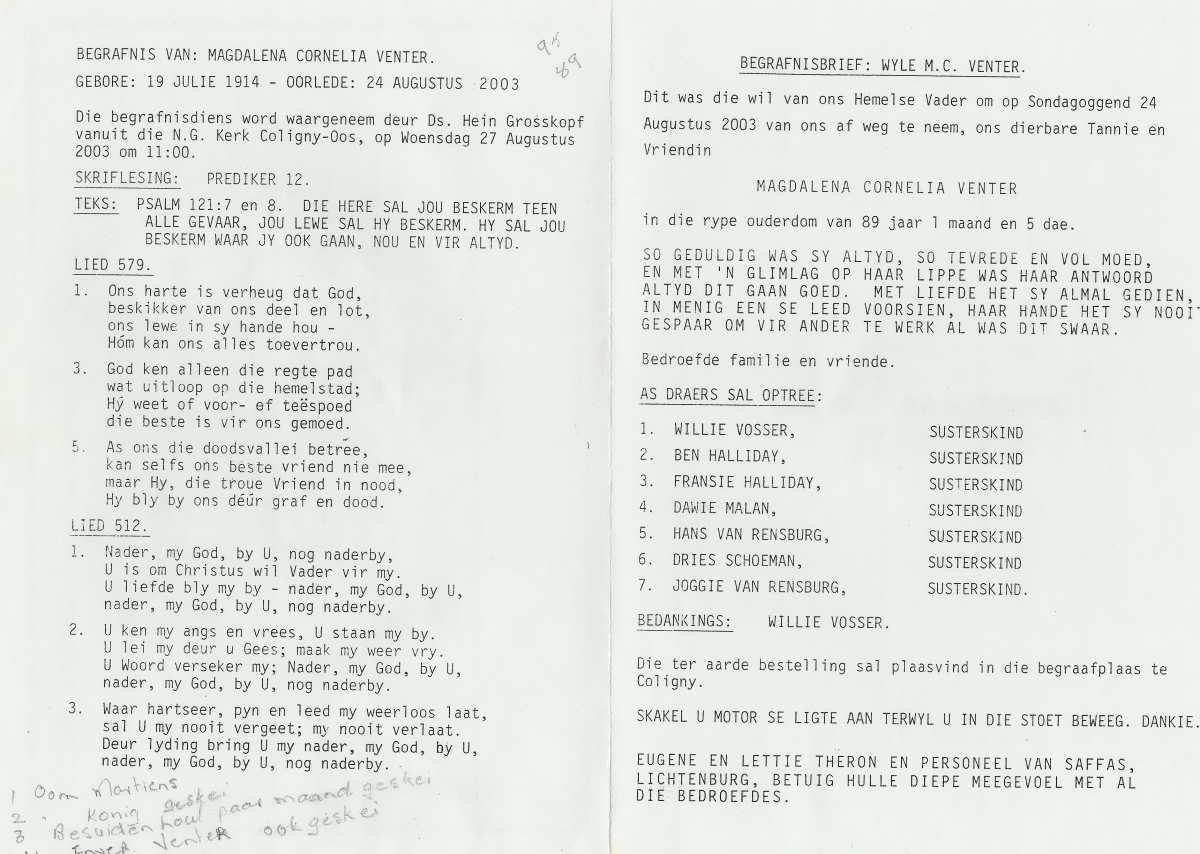 BEGRAFNIS VAN: MAGDALENA CORNELIA VENTER.
GEBORE: 19 JULIE 1914 - OORLEDE: 24 AUGUSTUS 2003
89
Die begrafnisdiens word waargeneem deur Ds. Hein Grosskopf
vanuit die N.G. Kerk Coligny-Oos, op Woensdag 27 Augustus
2003 om 11:00.
SKRIFLESING: PREDIKER 12.
TEKS: PSALM 121:7 en 8. DIE HERE SAL JOU BESKERM TEEN
ALLE GEVAAR, JOU LEWE SAL HY BESKERM. HY SAL JOU
BESKERM WAAR JY OOK GAAN, NOU EN VIR ALTYD.
LIED 579.
1. Ons harte is verheug dat God,
beskikker van ons deel en lot,
ons lewe in sy hande hou -
Hóm kan ons alles toevertrou.
3. God ken alleen die regte pad
wat uitloop op die hemelstad;
Hý weet of voor- of teëspoed
die beste is vir ons gemoed.
5. As ons die doodsvallei betree,
kan selfs ons beste vriend nie mee,
maar Hy, die troue Vriend in nood,
Hy bly by ons déúr graf en dood.
LIED 512.
1. Nader, my God, by U, nog naderby,
U is om Christus wil Vader vir my.
U liefde bly my by - nader, my God, by U,
nader, my God, by U, nog naderby.
2. U ken my angs en vrees, U staan my by.
U lei my deur u Gees; maak my weer vry.
U Woord verseker my; Nader, my God, by U,
nader, my God, by U, nog naderby.
3. Waar hartseer, pyn en leed my weerloos laat,
sal U my nooit vergeet; my nooit verlaat.
Deur lyding bring U my nader, my God, by U,
nader, my God, by U, nog naderby.
1 Oom Martiens
2 Konig geskei
3 Besuidenhout paar maand geskei
Venter ook geskei
BEGRAFNISBRIEF: WYLE M.C. VENTER.
Dit was die wil van ons Hemelse Vader om op Sondagoggend 24
Augustus 2003 van ons af weg te neem, ons dierbare Tannie en
Vriendin
MAGDALENA CORNELIA VENTER
in die rype ouderdom van 89 jaar 1 maand en 5 dae.
SO GEDULDIG WAS SY ALTYD, SO TEVREDE EN VOL MOED,
EN MET 'N GLIMLAG OP HAAR LIPPE WAS HAAR ANTWOORD
ALTYD DIT GAAN GOED. MET LIEFDE HET SY ALMAL GEDIEN,
IN MENIG EEN SE LEED VOORSIEN, HAAR HANDE HET SY NOOIT
GESPAAR OM VIR ANDER TE WERK AL WAS DIT SWAAR.
Bedroefde familie en vriende.
AS DRAERS SAL OPTREE:
1. WILLIE VOSSER, SUSTERSKIND
2. BEN HALLIDAY, SUSTERSKIND
3. FRANSIE HALLIDAY, SUSTERSKIND
4. DAWIE MALAN, SUSTERSKIND
5. HANS VAN RENSBURG, SUSTERSKIND
6. DRIES SCHOEMAN, SUSTERSKIND
7. JOGGIE VAN RENSBURG, SUSTERSKIND.
BEDANKINGS: WILLIE VOSSER.
Die ter aarde bestelling sal plaasvind in die begraafplaas te
Coligny.
SKAKEL U MOTOR SE LIGTE AAN TERWYL U IN DIE STOET BEWEEG. DANKIE.
EUGENE EN LETTIE THERON EN PERSONEEL VAN SAFFAS,
LICHTENBURG, BETUIG HULLE DIEPE MEEGEVOEL MET AL
DIE BEDROEFDES.